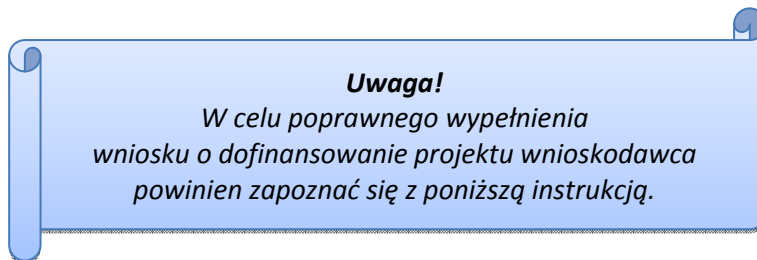 Uwaga!
W celu poprawnego wypełnienia
wniosku o dofinansowanie projektu wnioskodawca
powinien zapoznać się z poniższą instrukcją.